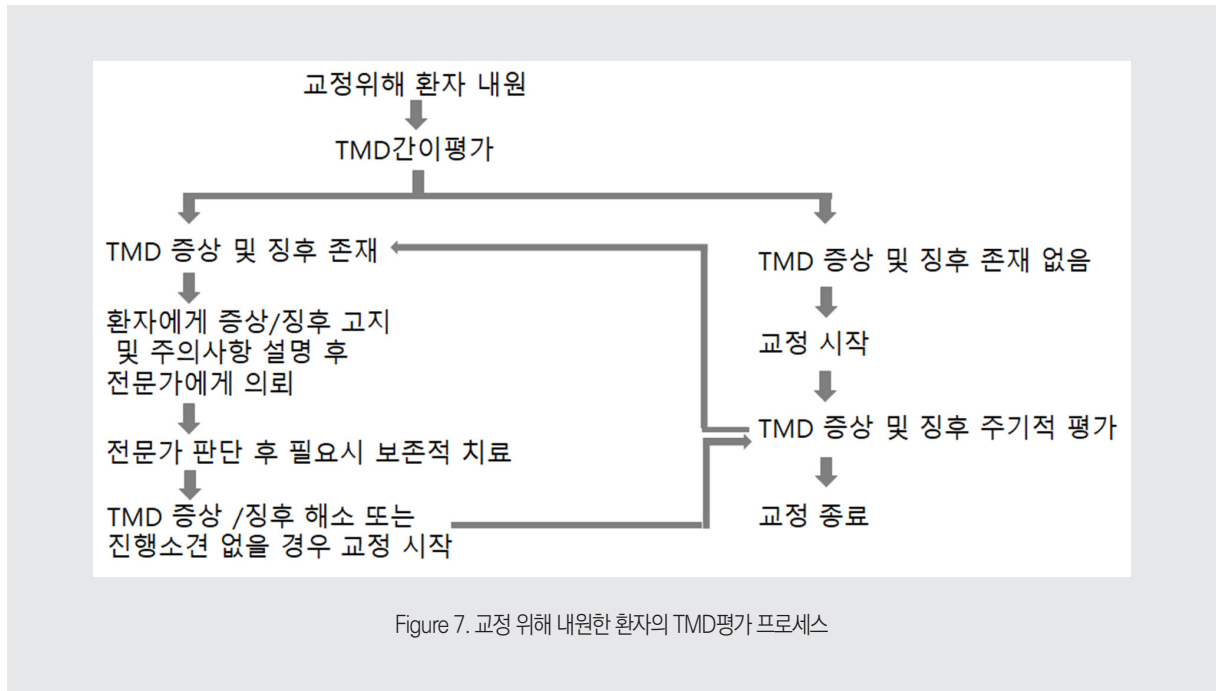 교정위해 환자 내원
TMD간이평가
TMD 증상 및 징후 존재
환자에게 증상/징후 고지
및 주의사항 설명 후
전문가에게 의뢰
전문가 판단 후 필요시 보존적 치료
TMD 증상 /징후 해소 또는
진행소견 없을 경우 교정 시작
TMD 증상 및 징후 존재 없음
교정 시작
TMD 증상 및 징후 주기적 평가
교정 종료
Figure 7. 교정 위해 내원한 환자의 TMD평가 프로세스